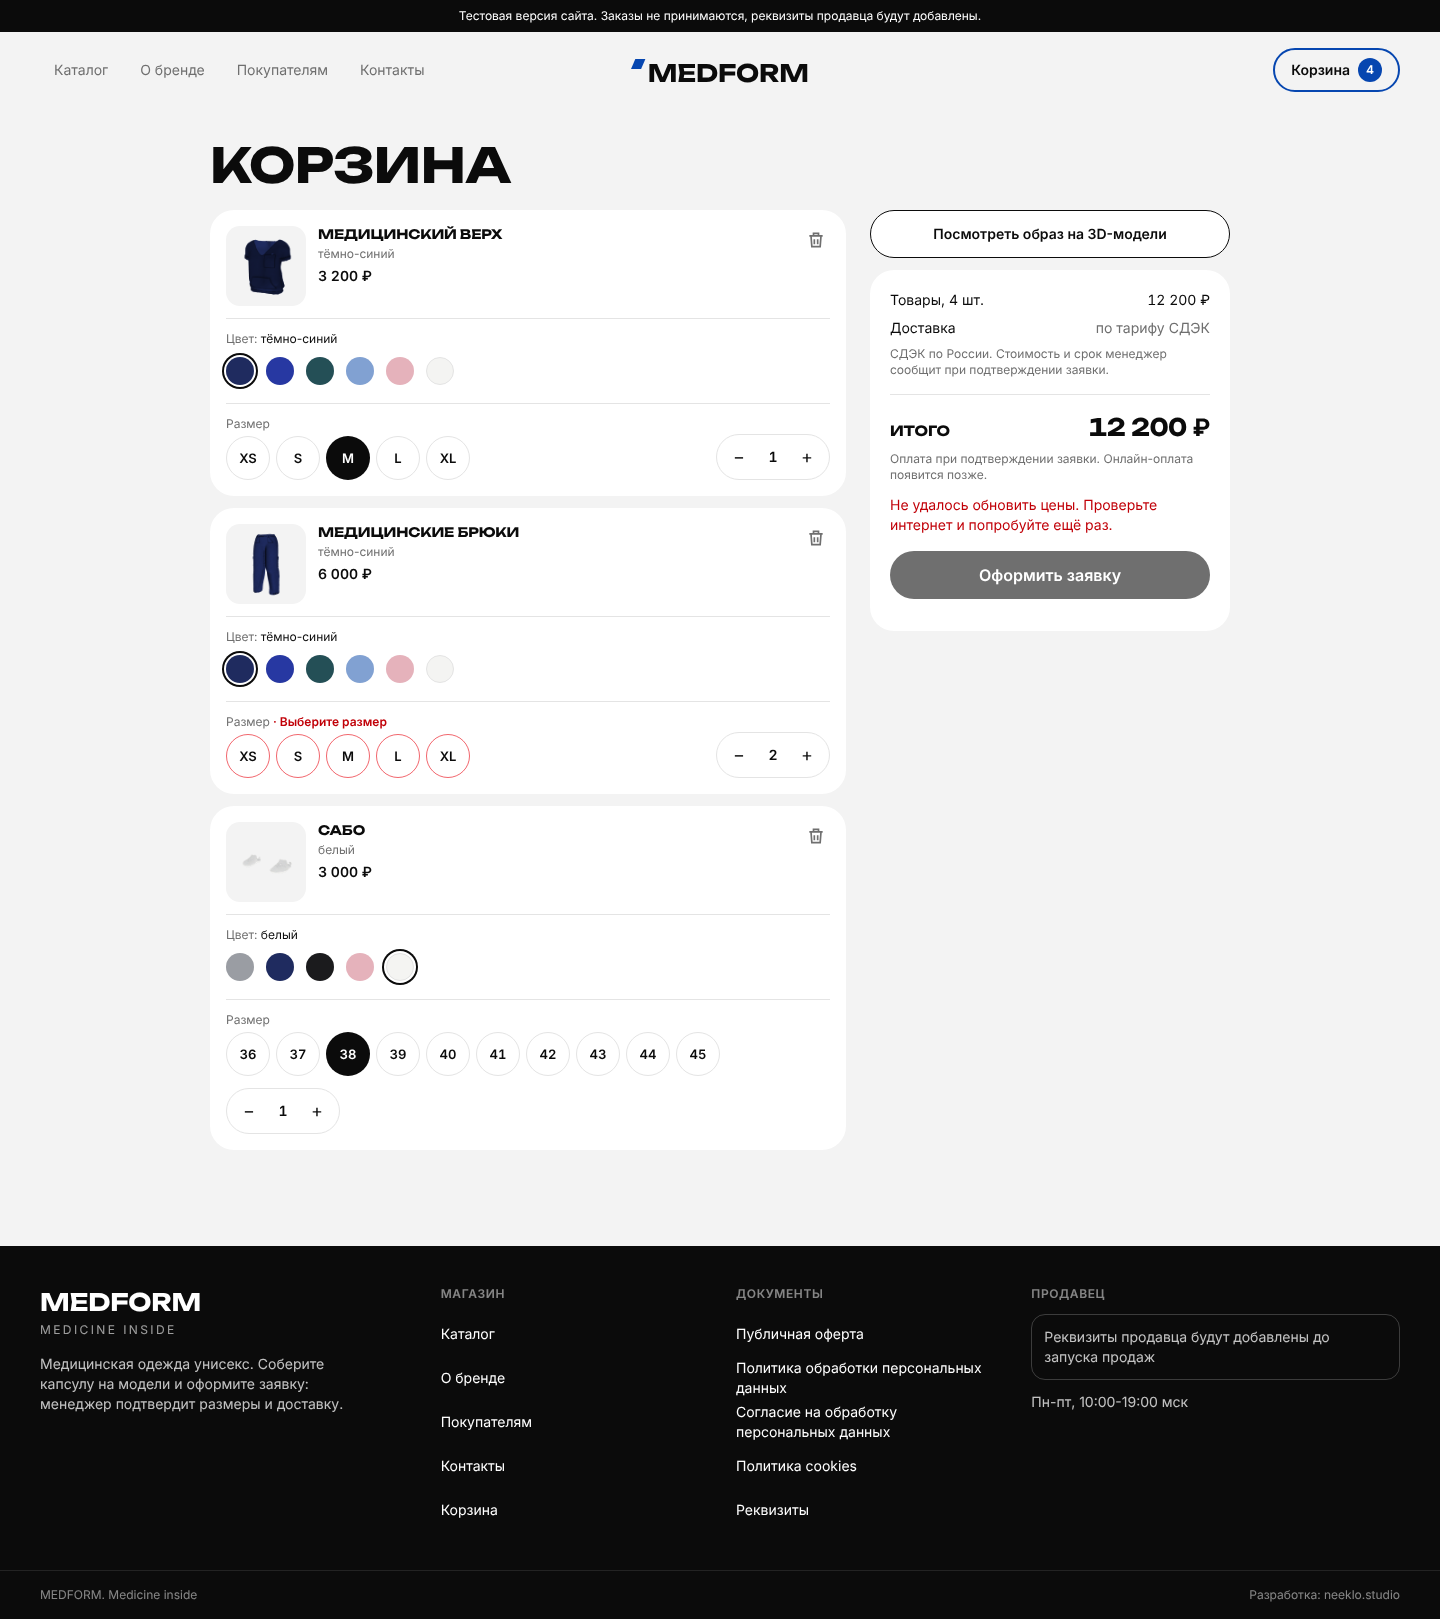 Тестовая версия сайта. Заказы не принимаются, реквизиты продавца будут добавлены.
Каталог
О бренде
Покупателям
Контакты
MEDFORM
Корзина 4
КОРЗИНА
МЕДИЦИНСКИЙ ВЕРХ
тёмно-синий
3 200 ₽
Цвет: тёмно-синий
Размер
XS S M L XL
− 1 +
МЕДИЦИНСКИЕ БРЮКИ
тёмно-синий
6 000 ₽
Цвет: тёмно-синий
Размер · Выберите размер
XS S M L XL
− 2 +
САБО
белый
3 000 ₽
Цвет: белый
Размер
36 37 38 39 40 41 42 43 44 45
− 1 +
Посмотреть образ на 3D-модели
Товары, 4 шт. 12 200 ₽
Доставка по тарифу СДЭК
СДЭК по России. Стоимость и срок менеджер
сообщит при подтверждении заявки.
ИТОГО 12 200 ₽
Оплата при подтверждении заявки. Онлайн-оплата
появится позже.
Не удалось обновить цены. Проверьте
интернет и попробуйте ещё раз.
Оформить заявку
MEDFORM
MEDICINE INSIDE
Медицинская одежда унисекс. Соберите
капсулу на модели и оформите заявку:
менеджер подтвердит размеры и доставку.
МАГАЗИН
Каталог
О бренде
Покупателям
Контакты
Корзина
ДОКУМЕНТЫ
Публичная оферта
Политика обработки персональных
данных
Согласие на обработку
персональных данных
Политика cookies
Реквизиты
ПРОДАВЕЦ
Реквизиты продавца будут добавлены до
запуска продаж
Пн-пт, 10:00-19:00 мск
MEDFORM. Medicine inside
Разработка: neeklo.studio